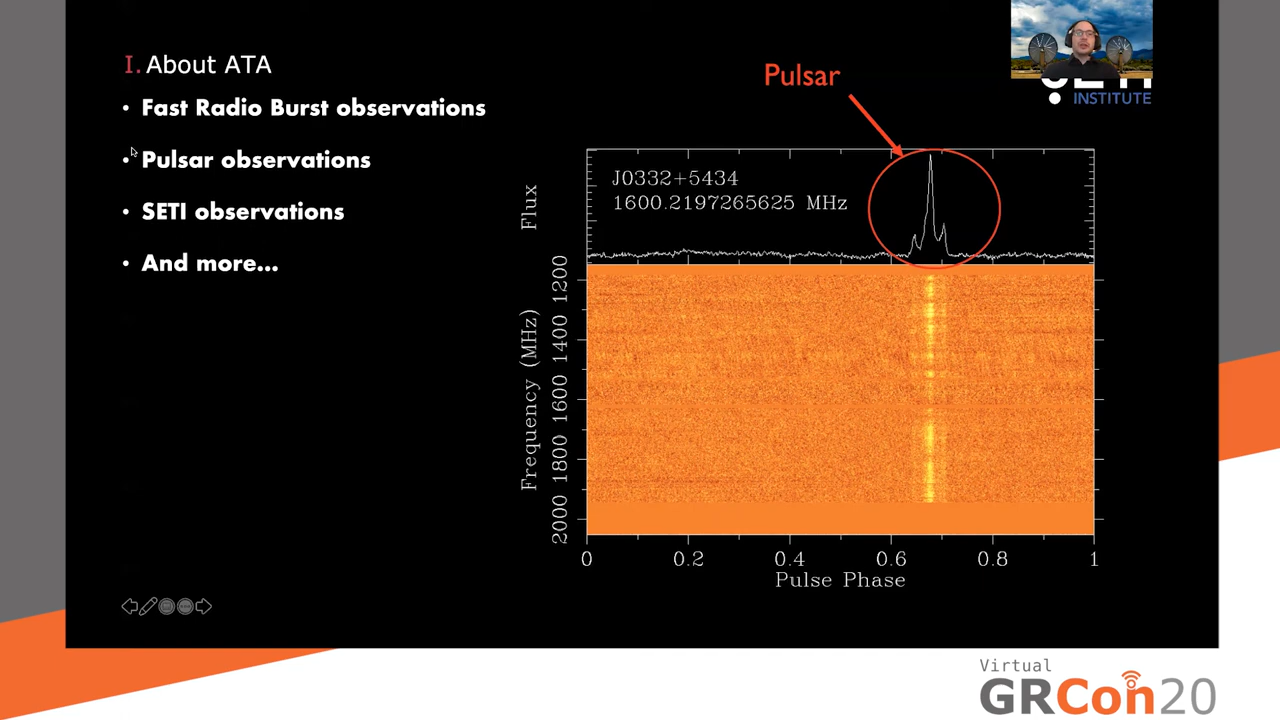 I. About ATA
• Fast Radio Burst observations
• Pulsar observations
• SETI observations
• And more...
Pulsar
INSTITUTE
J0332+5434
1600.2197265625 MHz
Flux
Frequency (MHz)
1200
1400
1600
1800
2000
0 0.2 0.4 0.6 0.8 1
Pulse Phase
Virtual
GRCon20